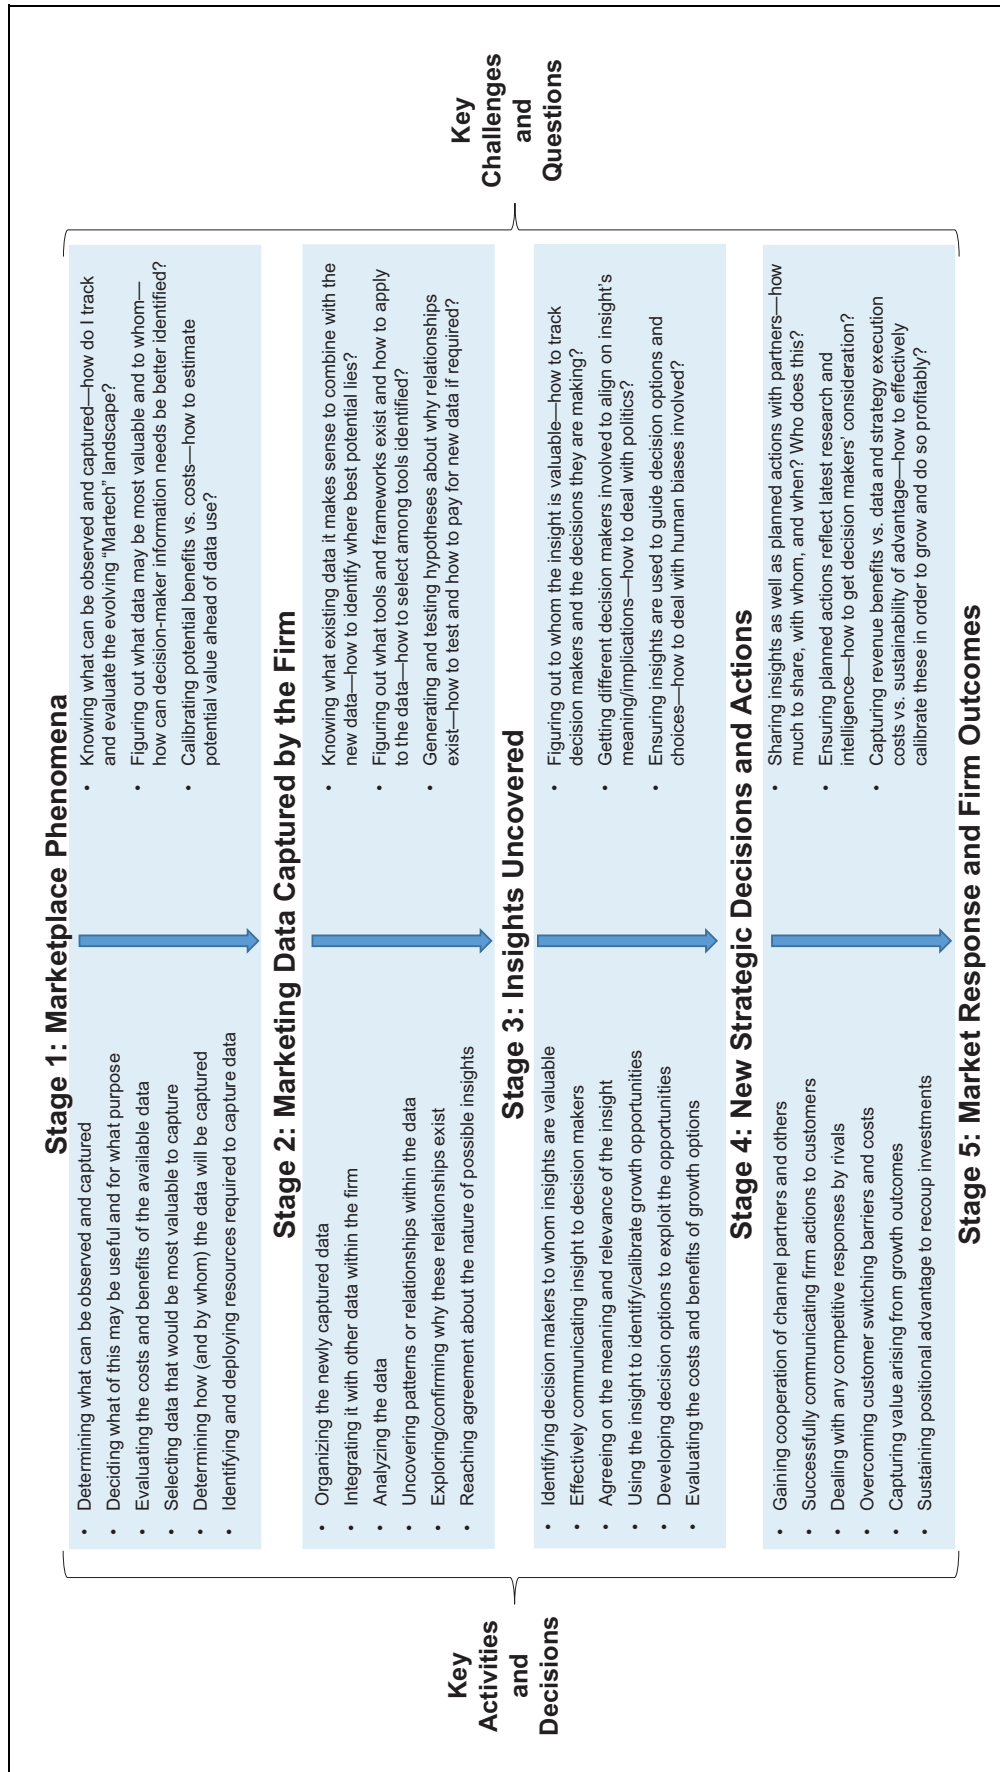 Key
Activities
and
Decisions
Key
Challenges
and
Questions
Stage 1: Marketplace Phenomena
• Determining what can be observed and captured
• Deciding what of this may be useful and for what purpose
• Evaluating the costs and benefits of the available data
• Selecting data that would be most valuable to capture
• Determining how (and by whom) the data will be captured
• Identifying and deploying resources required to capture data
• Knowing what can be observed and captured—how do I track
and evaluate the evolving “Martech” landscape?
• Figuring out what data may be most valuable and to whom—
how can decision-maker information needs be better identified?
• Calibrating potential benefits vs. costs—how to estimate
potential value ahead of data use?
Stage 2: Marketing Data Captured by the Firm
• Organizing the newly captured data
• Integrating it with other data within the firm
• Analyzing the data
• Uncovering patterns or relationships within the data
• Exploring/confirming why these relationships exist
• Reaching agreement about the nature of possible insights
• Knowing what existing data it makes sense to combine with the
new data—how to identify where best potential lies?
• Figuring out what tools and frameworks exist and how to apply
to the data—how to select among tools identified?
• Generating and testing hypotheses about why relationships
exist—how to test and how to pay for new data if required?
Stage 3: Insights Uncovered
• Identifying decision makers to whom insights are valuable
• Effectively communicating insight to decision makers
• Agreeing on the meaning and relevance of the insight
• Using the insight to identify/calibrate growth opportunities
• Developing decision options to exploit the opportunities
• Evaluating the costs and benefits of growth options
• Figuring out to whom the insight is valuable—how to track
decision makers and the decisions they are making?
• Getting different decision makers involved to align on insight’s
meaning/implications—how to deal with politics?
• Ensuring insights are used to guide decision options and
choices—how to deal with human biases involved?
Stage 4: New Strategic Decisions and Actions
• Gaining cooperation of channel partners and others
• Successfully communicating firm actions to customers
• Dealing with any competitive responses by rivals
• Overcoming customer switching barriers and costs
• Capturing value arising from growth outcomes
• Sustaining positional advantage to recoup investments
• Sharing insights as well as planned actions with partners—how
much to share, with whom, and when? Who does this?
• Ensuring planned actions reflect latest research and
intelligence—how to get decision makers’ consideration?
• Capturing revenue benefits vs. data and strategy execution
costs vs. sustainability of advantage—how to effectively
calibrate these in order to grow and do so profitably?
Stage 5: Market Response and Firm Outcomes